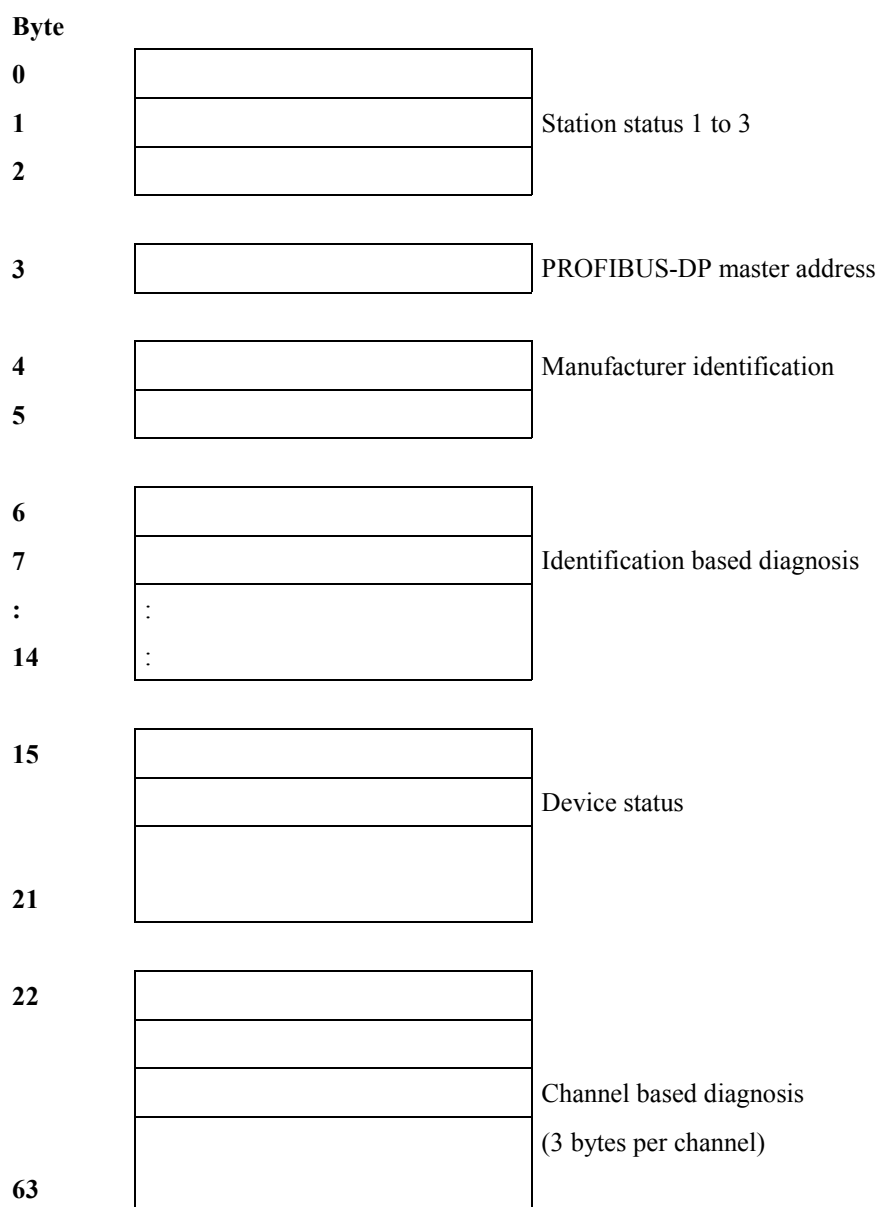 Byte
0
1 Station status 1 to 3
2
3 PROFIBUS-DP master address
4 Manufacturer identification
5
6
7 Identification based diagnosis
: :
14 :
15
Device status
21
22
Channel based diagnosis
(3 bytes per channel)
63